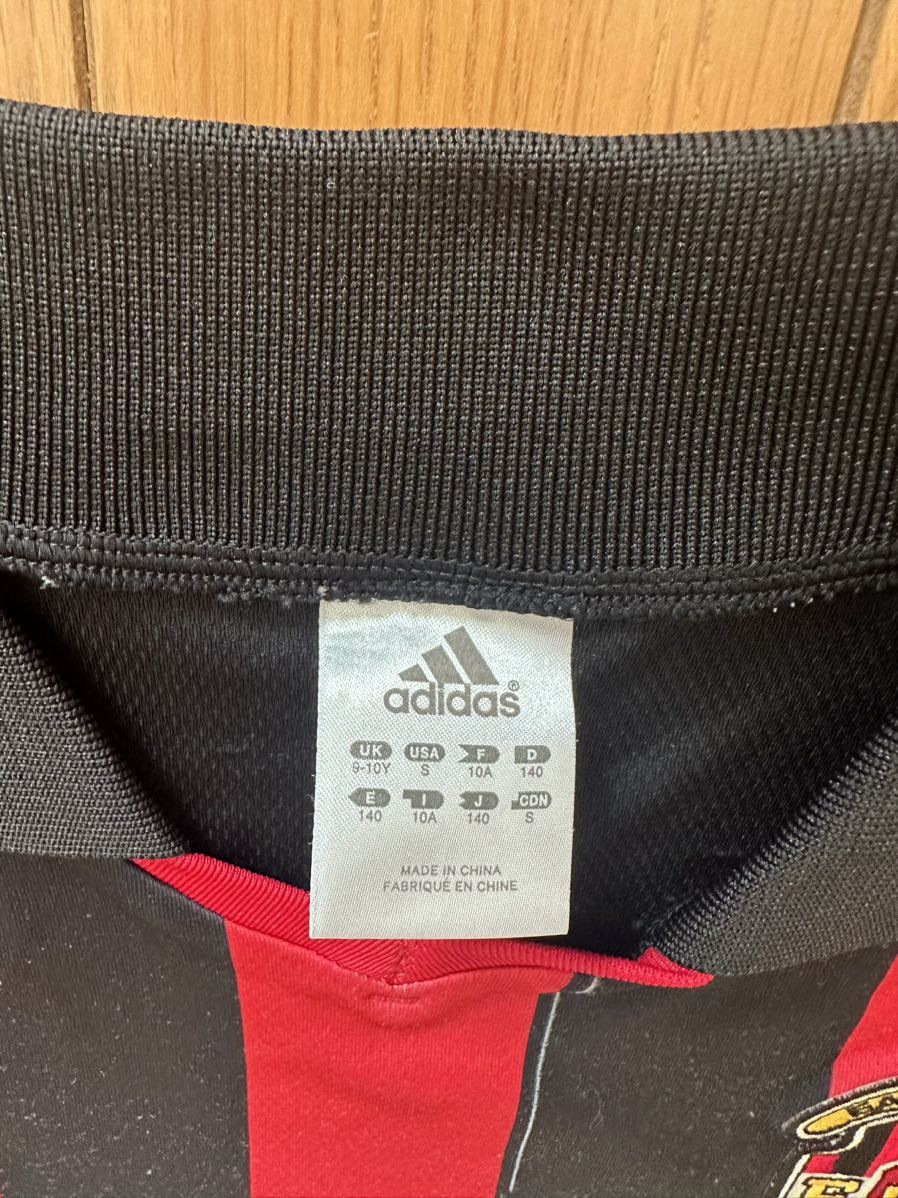 adidas®
UK USA F D
9-10Y S 10A 140
E I J CDN
140 10A 140 S
MADE IN CHINA
FABRIQUÉ EN CHINE